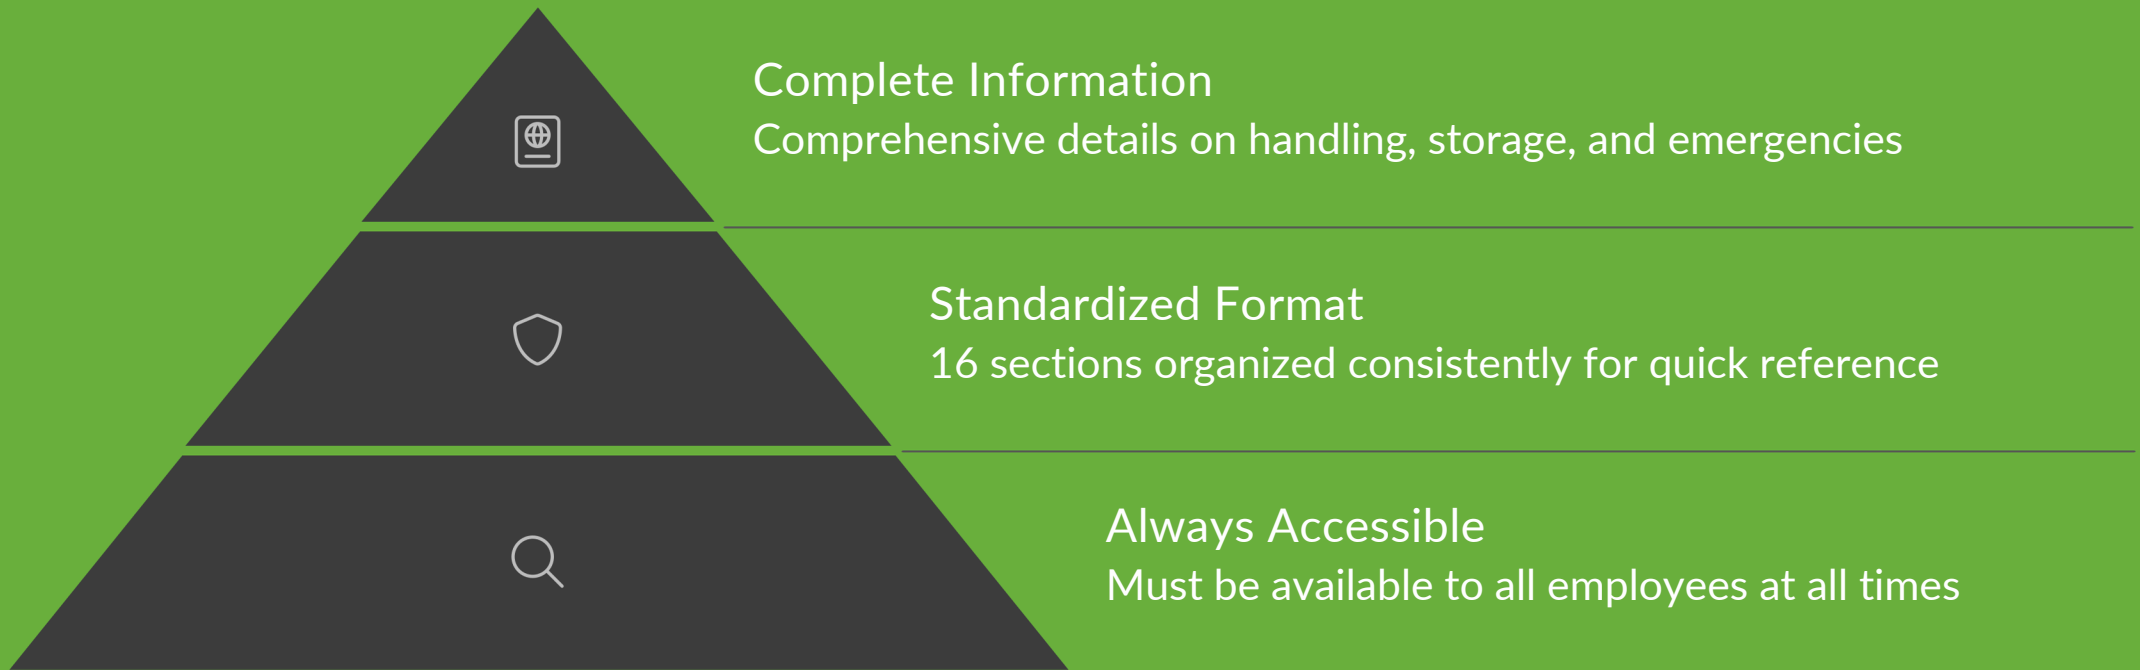 Complete Information
Comprehensive details on handling, storage, and emergencies
Standardized Format
16 sections organized consistently for quick reference
Always Accessible
Must be available to all employees at all times